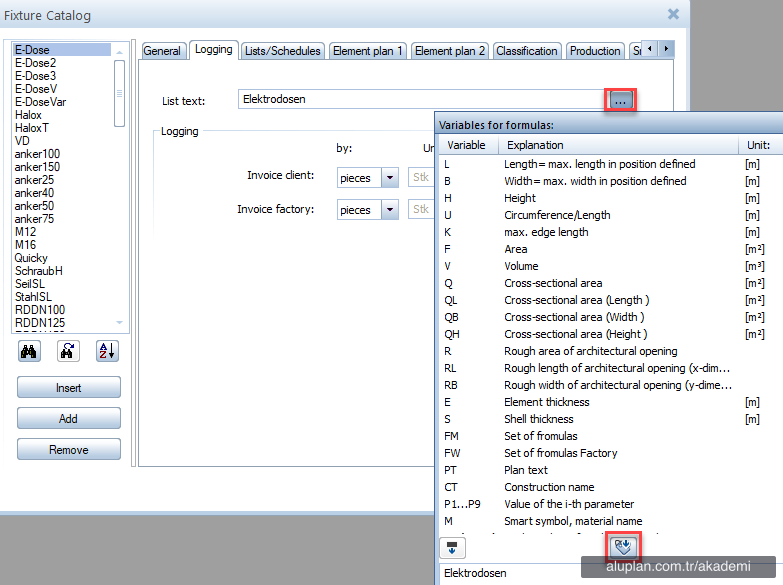 Fixture Catalog
E-Dose
E-Dose2
E-Dose3
E-DoseV
E-DoseVar
Halox
HaloxT
VD
anker100
anker150
anker25
anker40
anker50
anker75
M12
M16
Quicky
SchraubH
SeilSL
StahlSL
RDDN100
RDDN125
Insert
Add
Remove
General Logging Lists/Schedules Element plan 1 Element plan 2 Classification Production
List text: Elektrodosen ...
Logging
by:
Invoice client: pieces Stk
Invoice factory: pieces Stk
Variables for formulas:
Variable Explanation Unit:
L Length= max. length in position defined [m]
B Width= max. width in position defined [m]
H Height [m]
U Circumference/Length [m]
K max. edge length [m]
F Area [m²]
V Volume [m³]
Q Cross-sectional area [m²]
QL Cross-sectional area (Length ) [m²]
QB Cross-sectional area (Width ) [m²]
QH Cross-sectional area (Height ) [m²]
R Rough area of architectural opening
RL Rough length of architectural opening (x-dim...
RB Rough width of architectural opening (y-dime...
E Element thickness [m]
S Shell thickness [m]
FM Set of fromulas
FW Set of fromulas Factory
PT Plan text
CT Construction name
P1...P9 Value of the i-th parameter
M Smart symbol, material name
OK
Elektrodosen
aluplan.com.tr/akademi